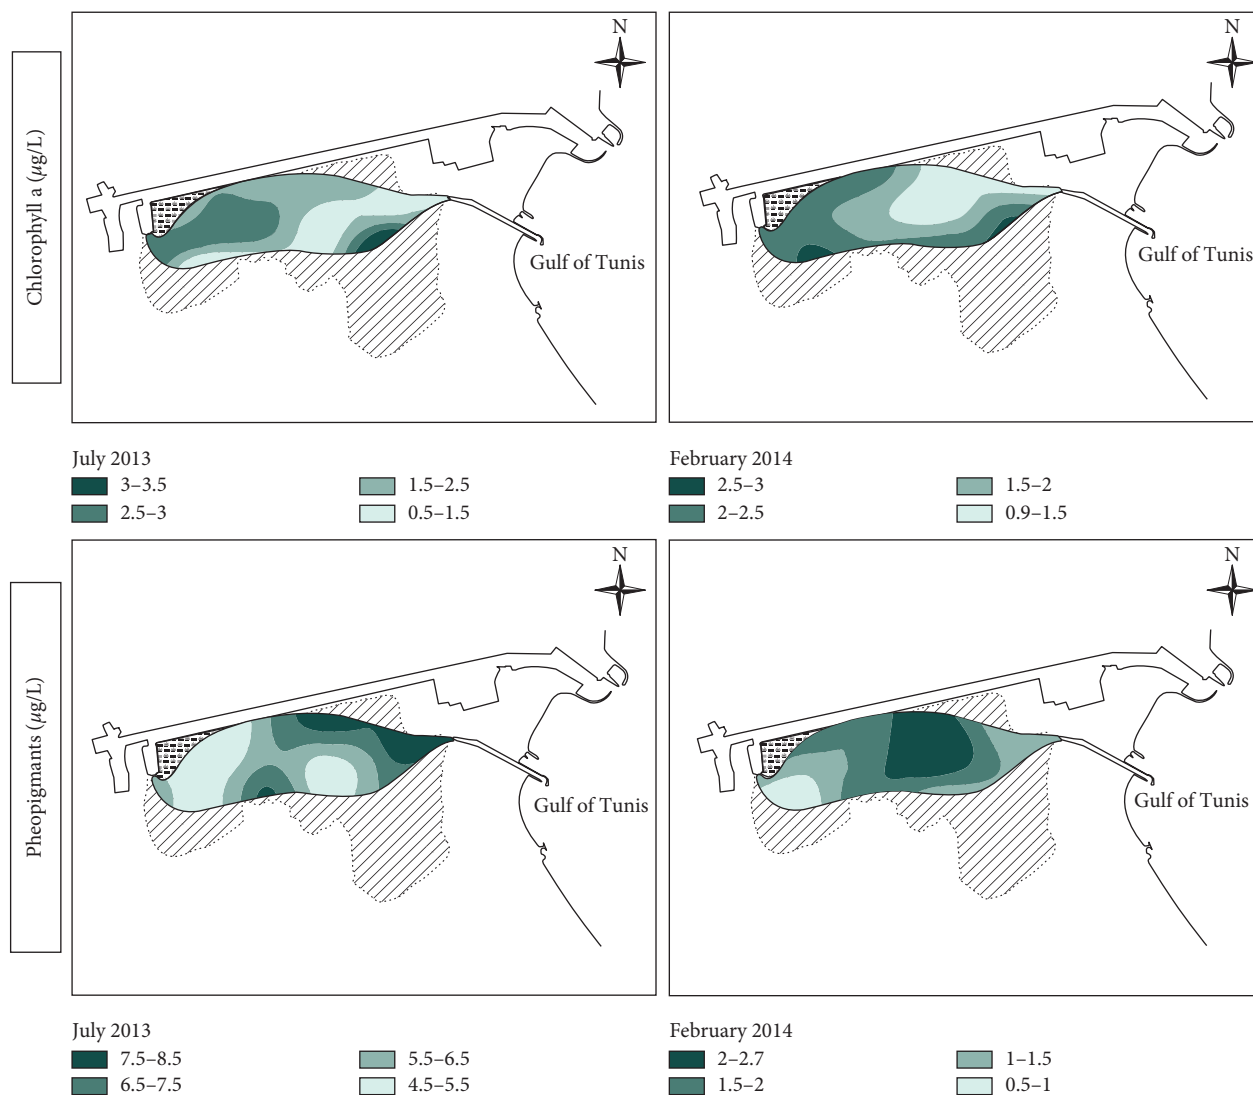 Chlorophyll a (µg/L)
N
Gulf of Tunis
N
Gulf of Tunis
July 2013
3–3.5
1.5–2.5
2.5–3
0.5–1.5
February 2014
2.5–3
1.5–2
2–2.5
0.9–1.5
Pheopigmants (µg/L)
N
Gulf of Tunis
N
Gulf of Tunis
July 2013
7.5–8.5
5.5–6.5
6.5–7.5
4.5–5.5
February 2014
2–2.7
1–1.5
1.5–2
0.5–1